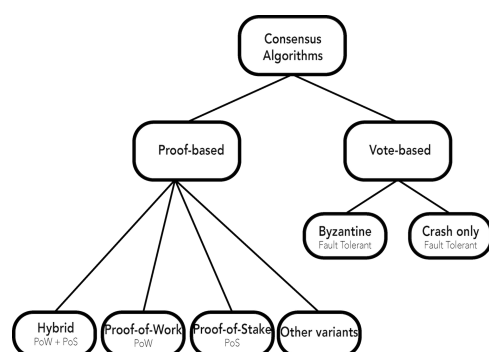 Consensus
Algorithms
Proof-based
Vote-based
Byzantine
Fault Tolerant
Crash only
Fault Tolerant
Hybrid
PoW + PoS
Proof-of-Work
PoW
Proof-of-Stake
PoS
Other variants